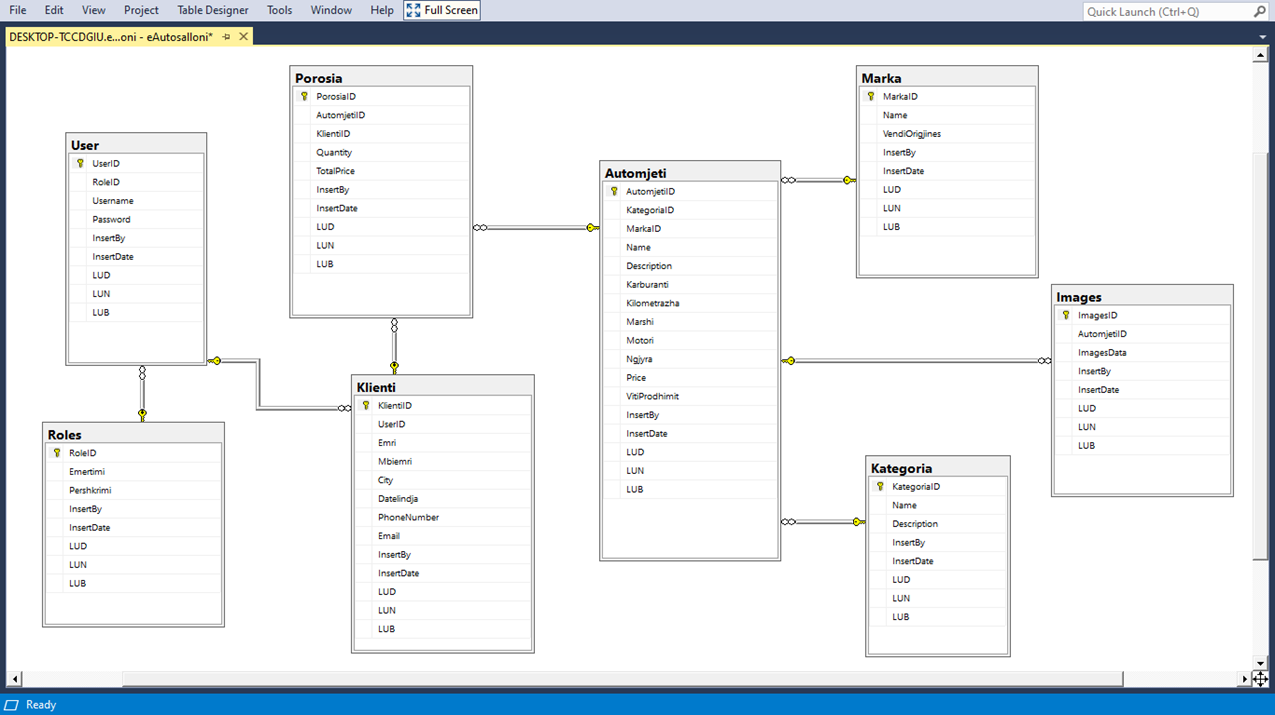 File Edit View Project Table Designer Tools Window Help Full Screen
Quick Launch (Ctrl+Q)
DESKTOP-TCCDGIU.e...oni - eAutosalloni*
User
UserID
RoleID
Username
Password
InsertBy
InsertDate
LUD
LUN
LUB
Roles
RoleID
Emertimi
Pershkrimi
InsertBy
InsertDate
LUD
LUN
LUB
Porosia
PorosiaID
AutomjetiID
KlientiID
Quantity
TotalPrice
InsertBy
InsertDate
LUD
LUN
LUB
Klienti
KlientiID
UserID
Emri
Mbiemri
City
Datelindja
PhoneNumber
Email
InsertBy
InsertDate
LUD
LUN
LUB
Automjeti
AutomjetiID
KategoriaID
MarkaID
Name
Description
Karburanti
Kilometrazha
Marshi
Motori
Ngjyra
Price
VitiProdhimit
InsertBy
InsertDate
LUD
LUN
LUB
Marka
MarkaID
Name
VendiOrigjines
InsertBy
InsertDate
LUD
LUN
LUB
Images
ImagesID
AutomjetiID
ImagesData
InsertBy
InsertDate
LUD
LUN
LUB
Kategoria
KategoriaID
Name
Description
InsertBy
InsertDate
LUD
LUN
LUB
Ready